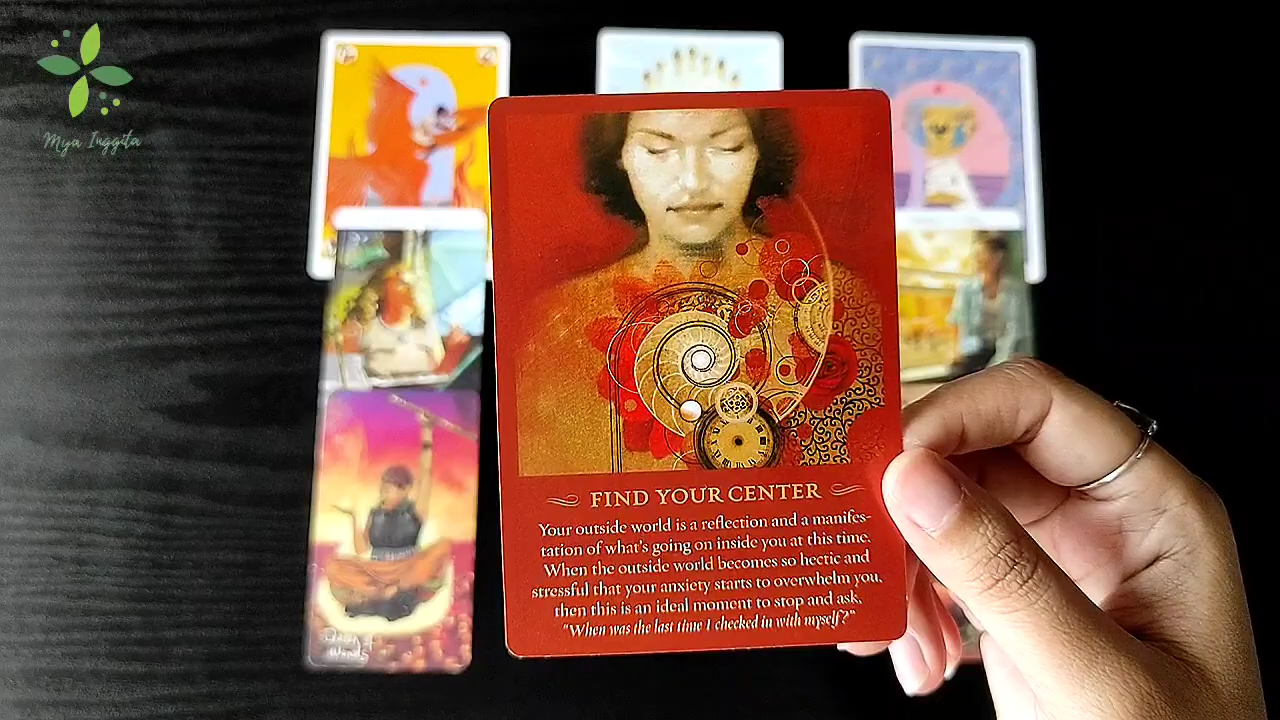 Mya Inggita
FIND YOUR CENTER
Your outside world is a reflection and a manifes-
tation of what's going on inside you at this time.
When the outside world becomes so hectic and
stressful that your anxiety starts to overwhelm you,
then this is an ideal moment to stop and ask,
"When was the last time I checked in with myself?"
Queen of
Wands